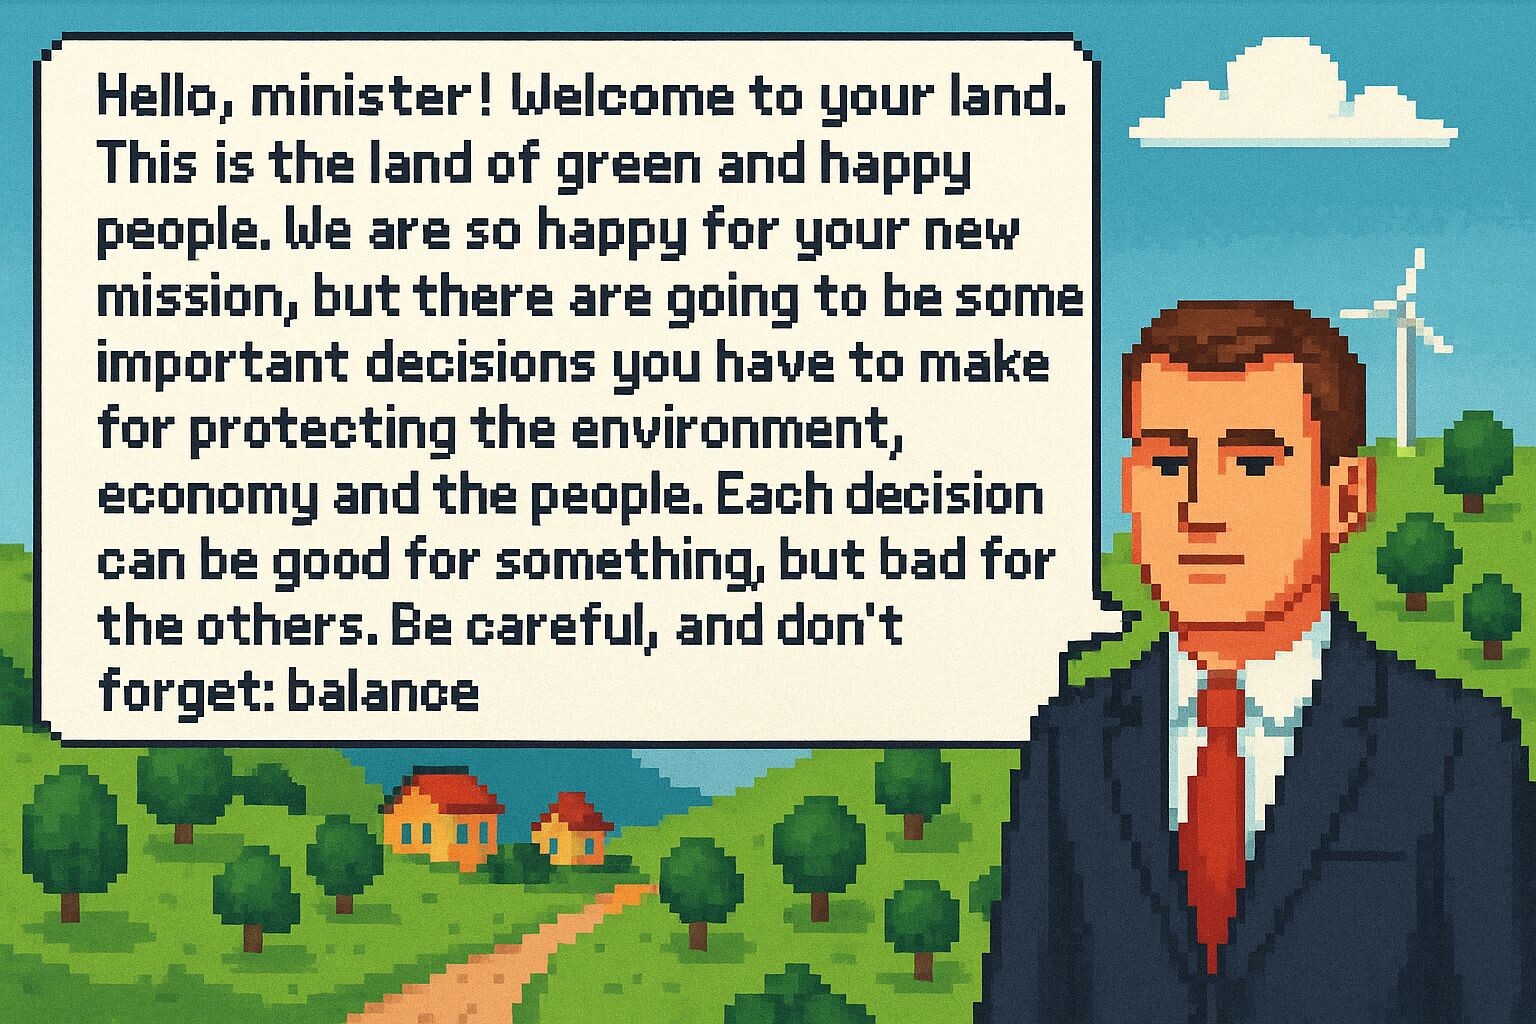 Hello, minister! Welcome to your land.
This is the land of green and happy
people. We are so happy for your new
mission, but there are going to be some
important decisions you have to make
for protecting the environment,
economy and the people. Each decision
can be good for something, but bad for
the others. Be careful, and don't
forget: balance